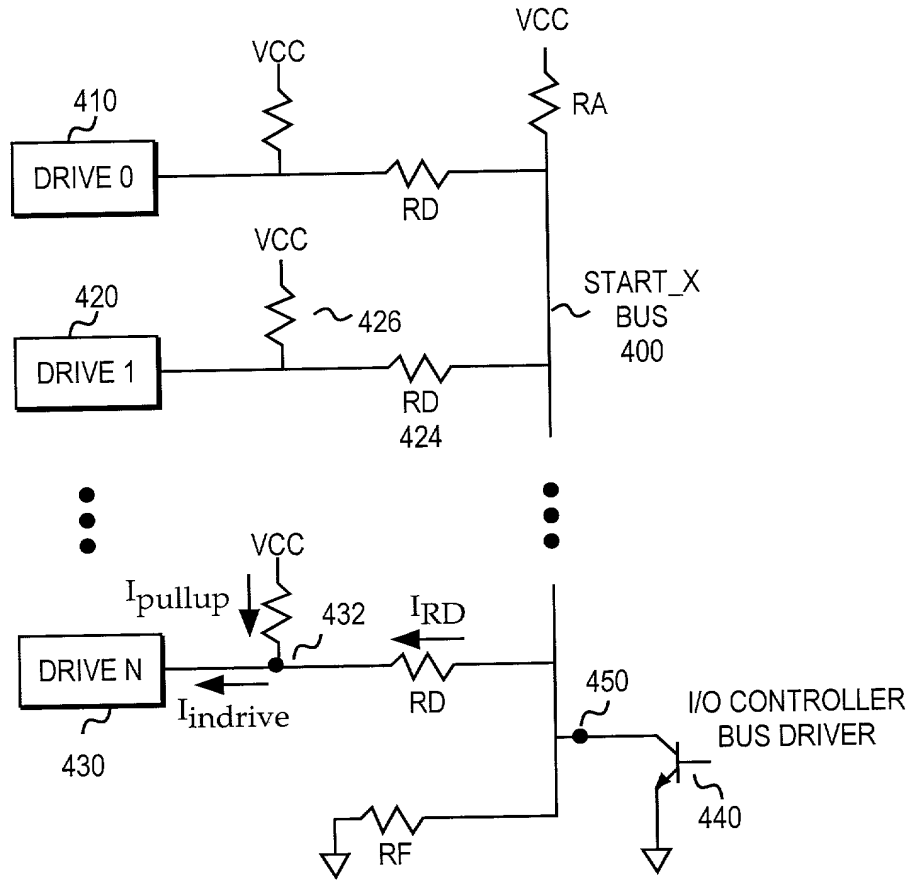 VCC
VCC
RA
410
DRIVE 0
RD
VCC
START_X
BUS
400
420
426
DRIVE 1
RD
424
VCC
Ipullup
432
IRD
DRIVE N
Iindrive
RD
430
450
I/O CONTROLLER
BUS DRIVER
440
RF